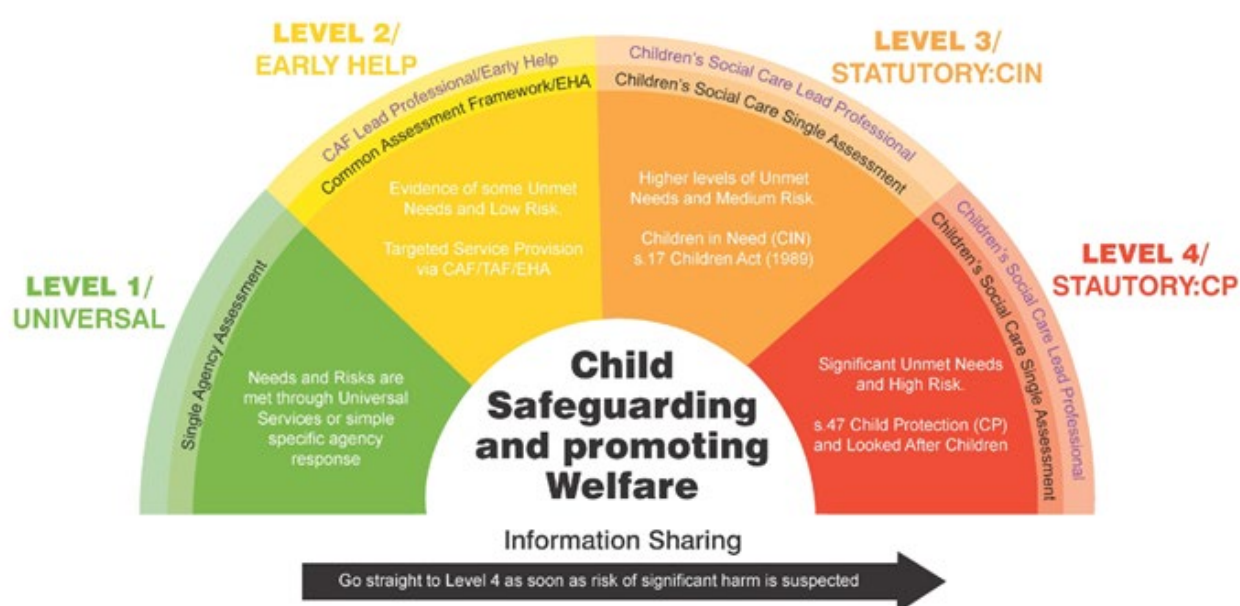 LEVEL 1/
UNIVERSAL
Single Agency Assessment
Needs and Risks are
met through Universal
Services or simple
specific agency
response
LEVEL 2/
EARLY HELP
CAF Lead Professional/Early Help
Common Assessment Framework/EHA
Evidence of some Unmet
Needs and Low Risk.
Targeted Service Provision
via CAF/TAF/EHA
LEVEL 3/
STATUTORY:CIN
Children's Social Care Lead Professional
Children's Social Care Single Assessment
Higher levels of Unmet
Needs and Medium Risk.
Children in Need (CIN)
s.17 Children Act (1989)
LEVEL 4/
STAUTORY:CP
Children's Social Care Lead Professional
Children's Social Care Single Assessment
Significant Unmet Needs
and High Risk.
s.47 Child Protection (CP)
and Looked After Children
Child
Safeguarding
and promoting
Welfare
Information Sharing
Go straight to Level 4 as soon as risk of significant harm is suspected